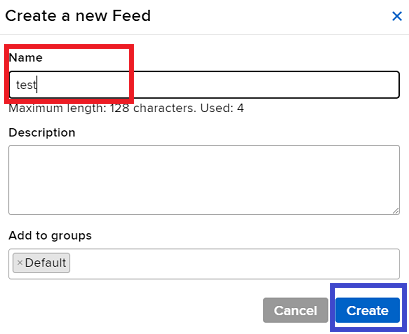 Create a new Feed ×
Name
test
Maximum length: 128 characters. Used: 4
Description
Add to groups
× Default
Cancel Create